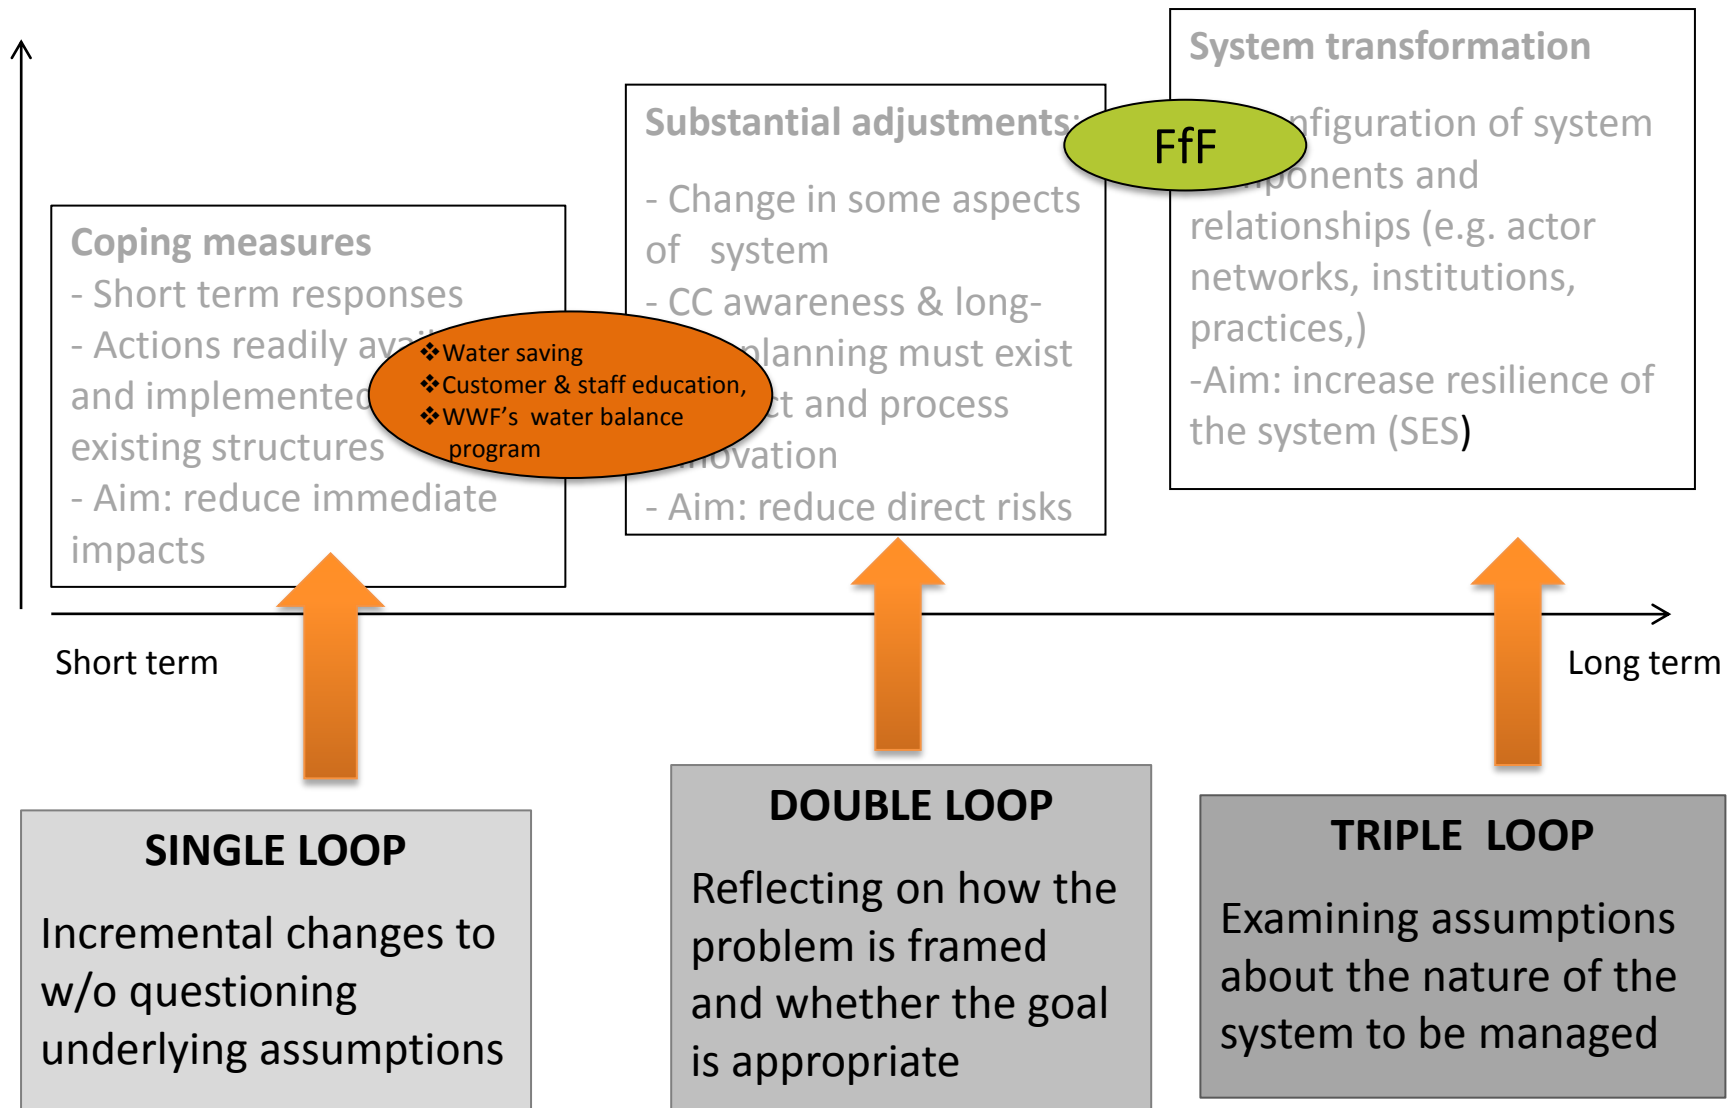 System transformation
nfiguration of system
ponents and
relationships (e.g. actor
networks, institutions,
practices,)
-Aim: increase resilience of
the system (SES)
FfF
Substantial adjustments:
- Change in some aspects
of system
- CC awareness & long-
planning must exist
ct and process
ovation
- Aim: reduce direct risks
Coping measures
- Short term responses
- Actions readily
and implemented
existing structures
- Aim: reduce immediate
impacts
❖Water saving
❖Customer & staff education,
❖WWF's water balance
program
Short term
Long term
SINGLE LOOP
Incremental changes to
w/o questioning
underlying assumptions
DOUBLE LOOP
Reflecting on how the
problem is framed
and whether the goal
is appropriate
TRIPLE LOOP
Examining assumptions
about the nature of the
system to be managed